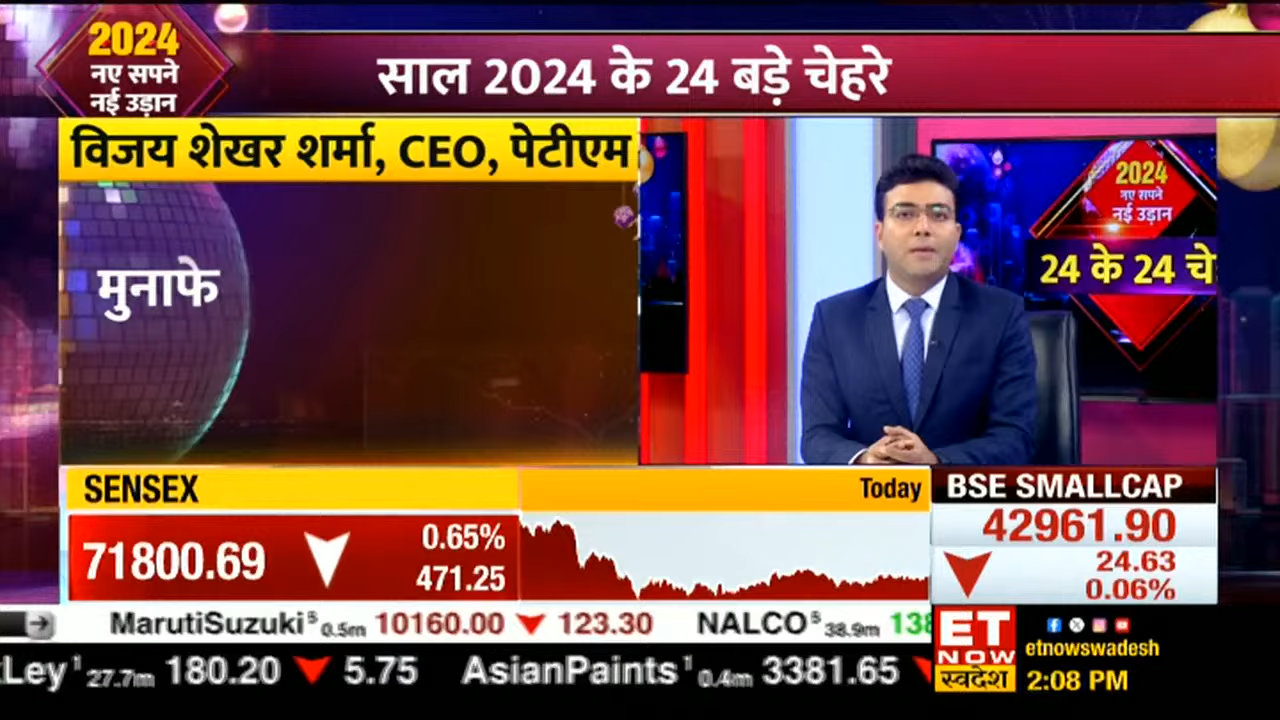 2024
नए सपने
नई उड़ान
साल 2024 के 24 बड़े चेहरे
विजय शेखर शर्मा, CEO, पेटीएम
मुनाफे
2024
नए सपने
नई उड़ान
24 के 24 चे
SENSEX
Today
71800.69
0.65%
471.25
BSE SMALLCAP
42961.90
24.63
0.06%
MarutiSuzuki S 0.5m 10160.00 123.30 NALCO S 38.9m 138
Ley 1 27.7m 180.20 5.75 AsianPaints 1 0.4m 3381.65
ET
NOW
स्वदेश
etnowswadesh
2:08 PM